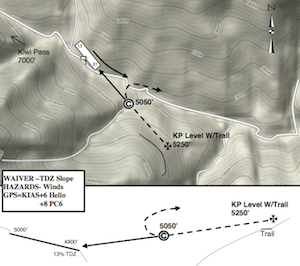 Kiwi Pass
7000'
5050'
KP Level W/Trail
5250'
WAIVER –TDZ Slope
HAZARDS- Winds
GPS=KIAS+6 Helio
+8 PC6
KP Level W/Trail
5250'
5050'
Trail
5000'
4900'
13% TDZ